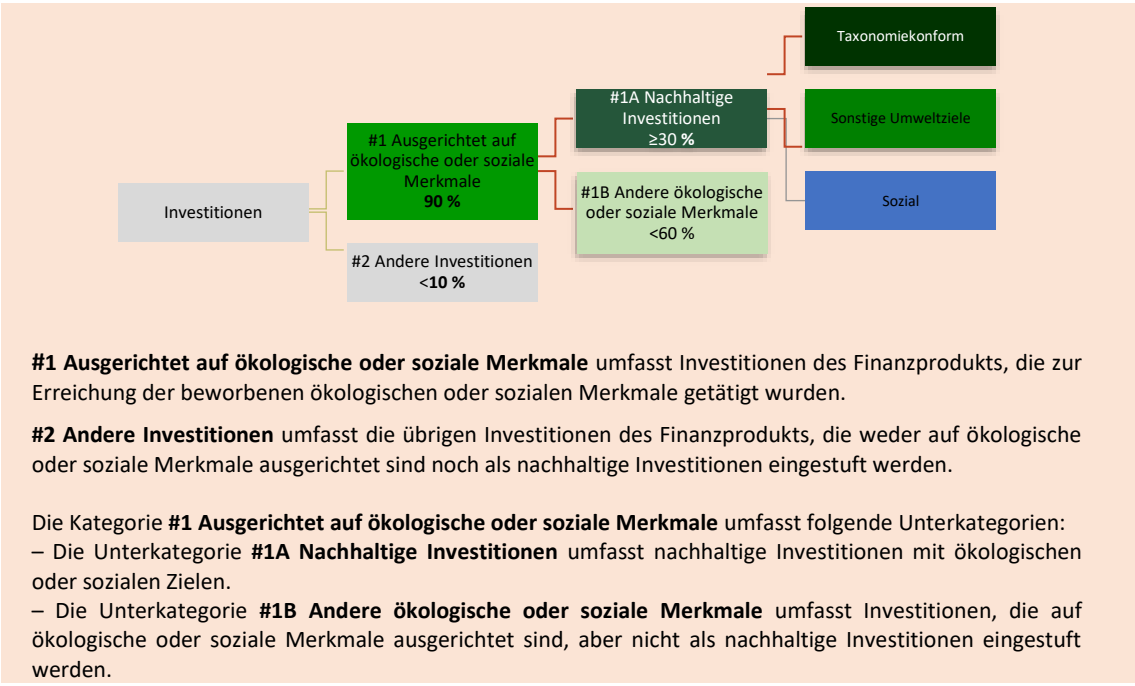 Taxonomiekonform
#1A Nachhaltige
Investitionen
≥30 %
Sonstige Umweltziele
#1 Ausgerichtet auf
ökologische oder soziale
Merkmale
90 %
#1B Andere ökologische
oder soziale Merkmale
<60 %
Sozial
Investitionen
#2 Andere Investitionen
<10 %
#1 Ausgerichtet auf ökologische oder soziale Merkmale umfasst Investitionen des Finanzprodukts, die zur
Erreichung der beworbenen ökologischen oder sozialen Merkmale getätigt wurden.
#2 Andere Investitionen umfasst die übrigen Investitionen des Finanzprodukts, die weder auf ökologische
oder soziale Merkmale ausgerichtet sind noch als nachhaltige Investitionen eingestuft werden.
Die Kategorie #1 Ausgerichtet auf ökologische oder soziale Merkmale umfasst folgende Unterkategorien:
– Die Unterkategorie #1A Nachhaltige Investitionen umfasst nachhaltige Investitionen mit ökologischen
oder sozialen Zielen.
– Die Unterkategorie #1B Andere ökologische oder soziale Merkmale umfasst Investitionen, die auf
ökologische oder soziale Merkmale ausgerichtet sind, aber nicht als nachhaltige Investitionen eingestuft
werden.